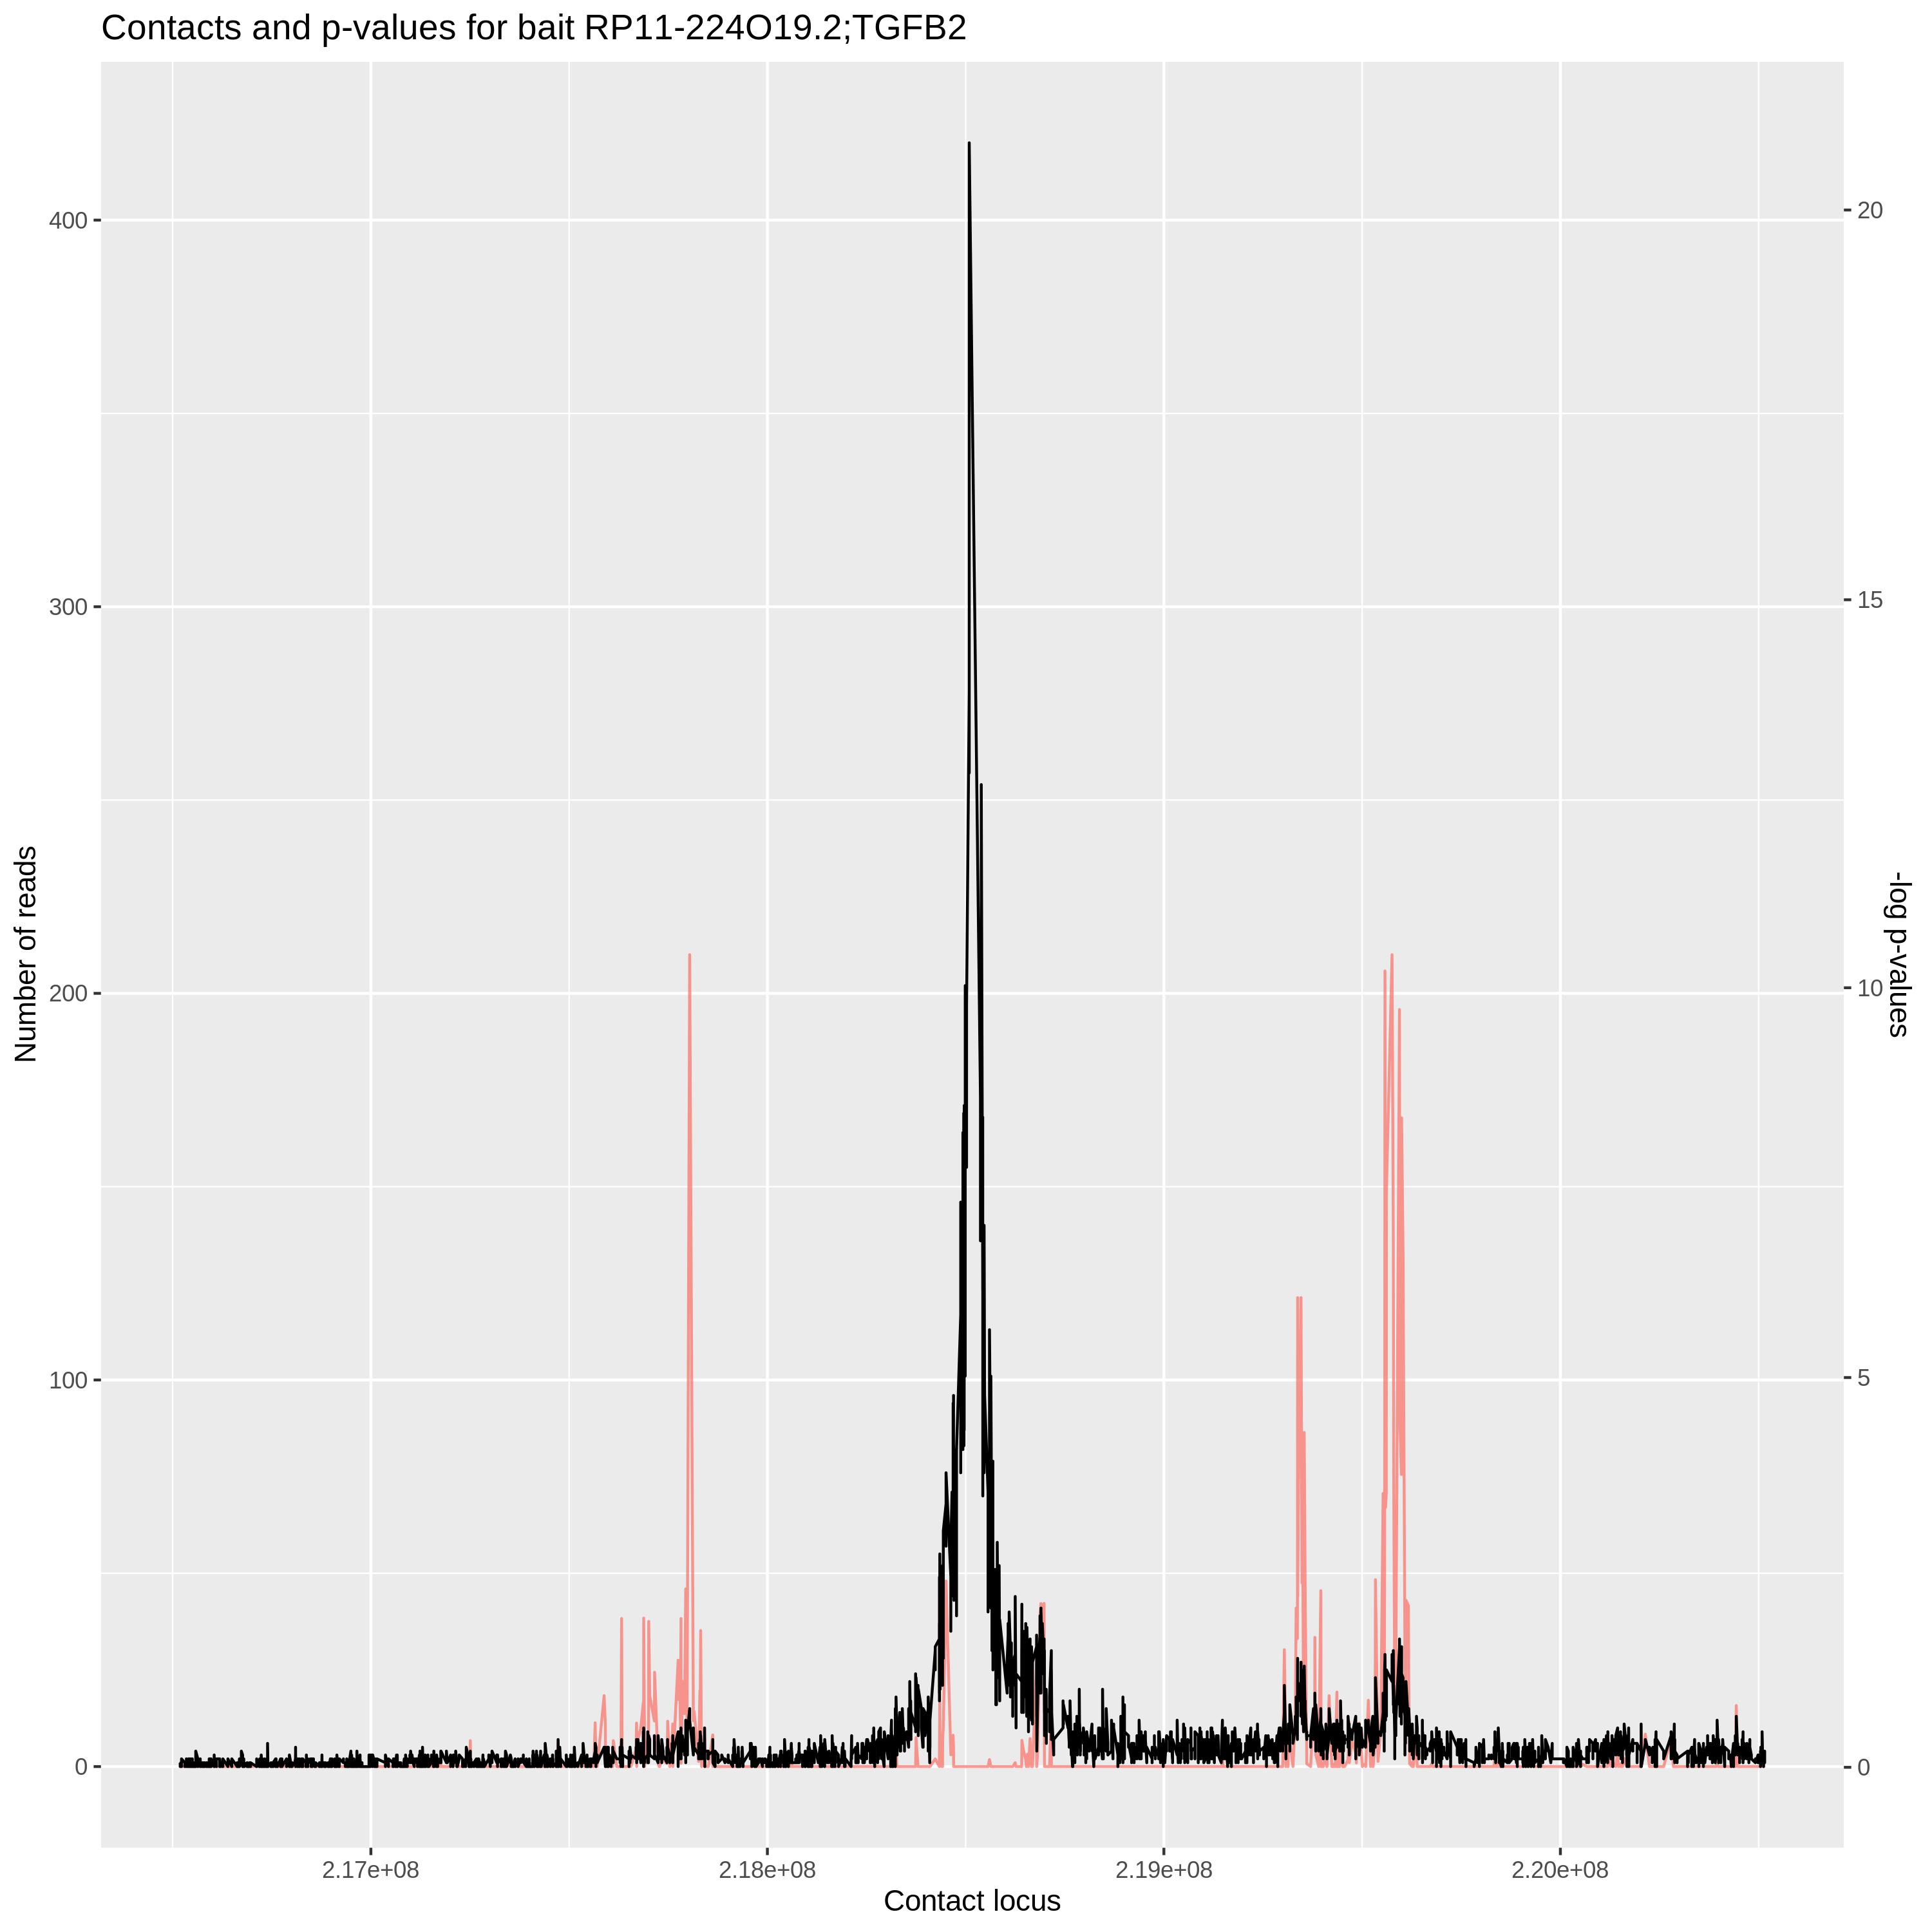 Contacts and p-values for bait RP11-224O19.2;TGFB2
400
300
200
100
0
Number of reads
20
15
10
5
0
-log p-values
2.17e+08
2.18e+08
2.19e+08
2.20e+08
Contact locus